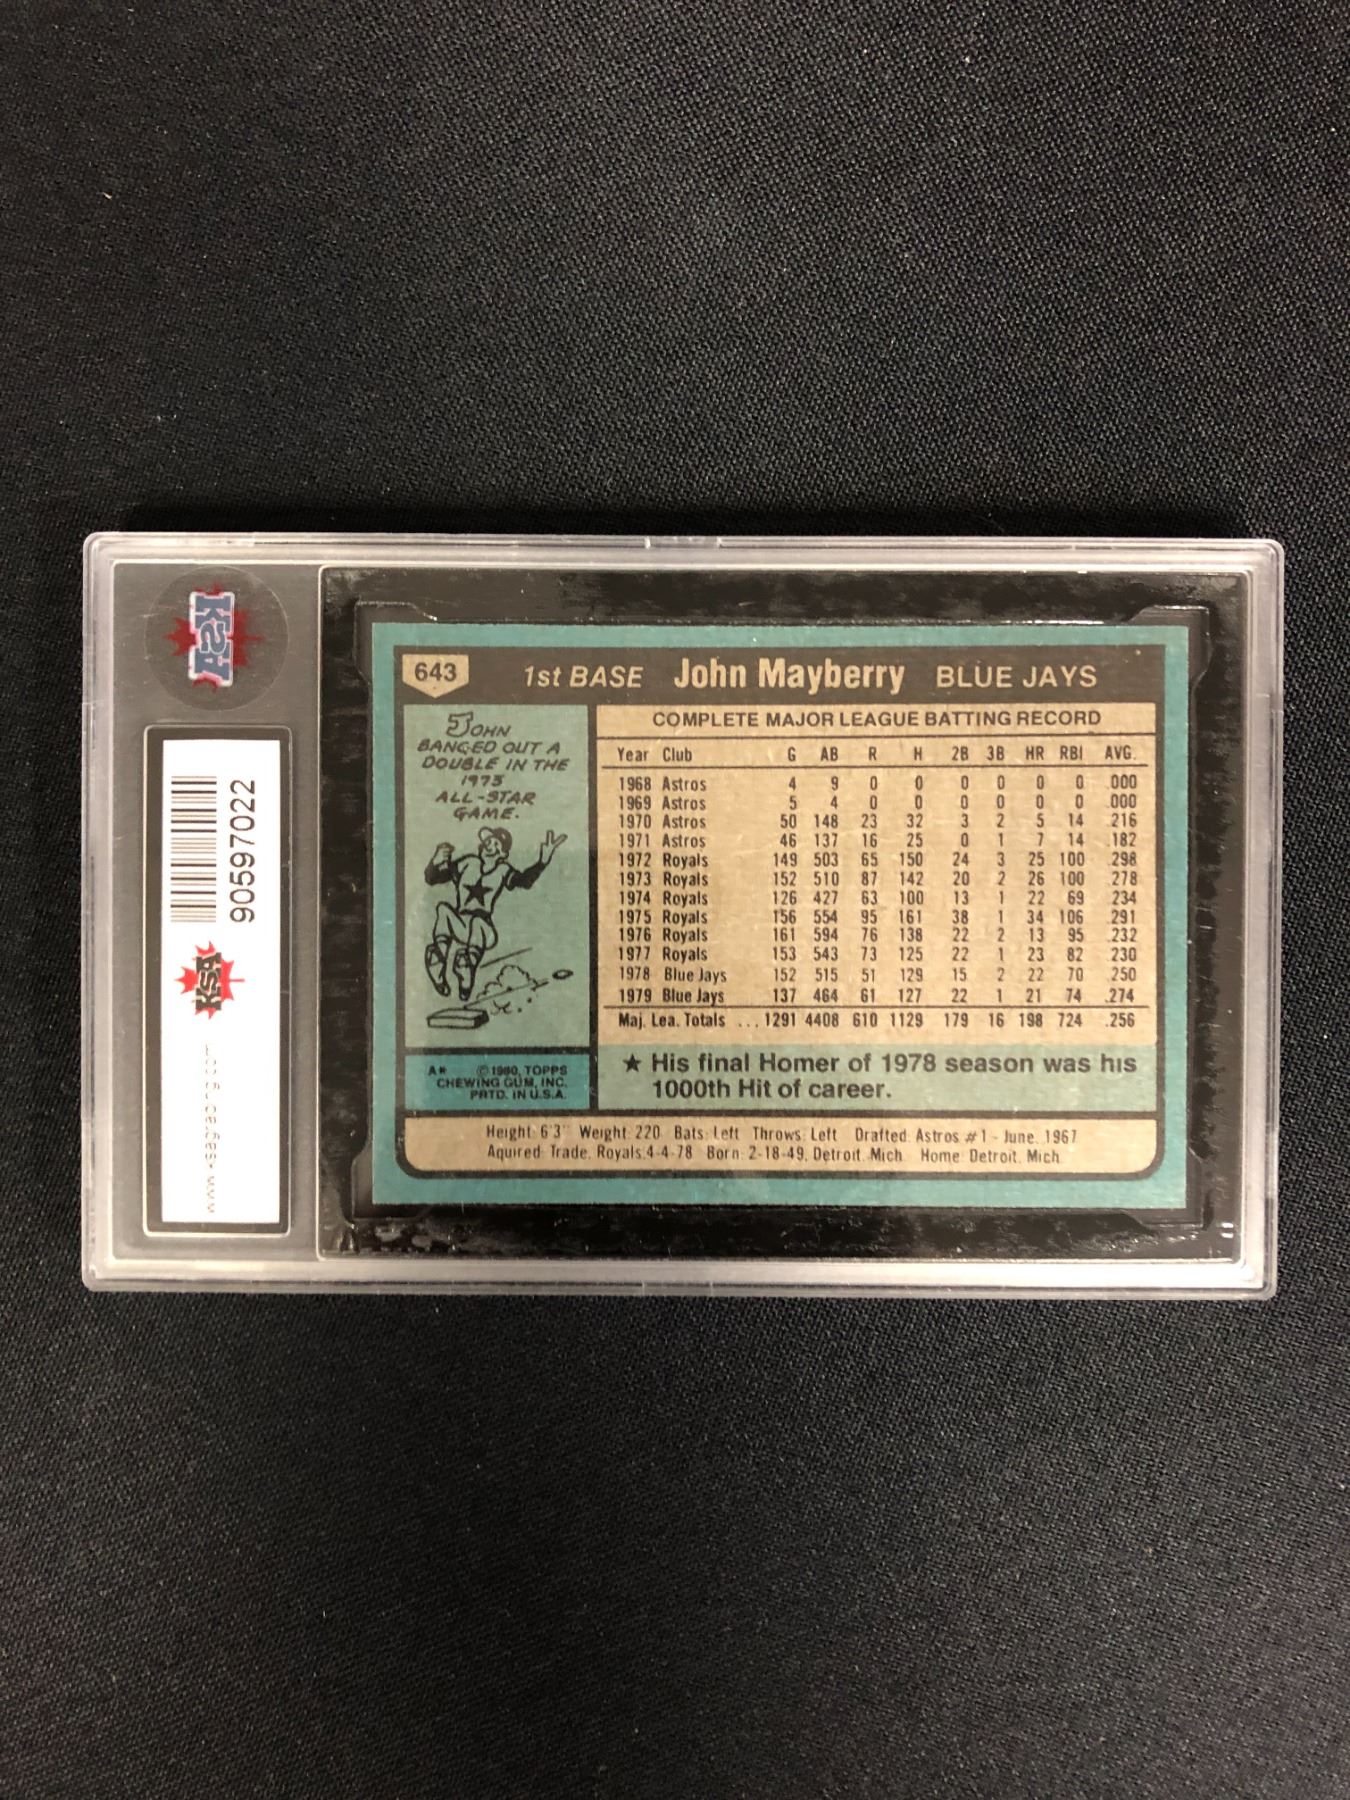 KSA
90597022
KSA
www.ksagrading.com
643 1st BASE John Mayberry BLUE JAYS
JOHN
BANGED OUT A
DOUBLE IN THE
1973
ALL-STAR
GAME.
COMPLETE MAJOR LEAGUE BATTING RECORD
Year Club G AB R H 2B 3B HR RBI AVG.
1968 Astros 4 9 0 0 0 0 0 0 .000
1969 Astros 5 4 0 0 0 0 0 0 .000
1970 Astros 50 148 23 32 3 2 5 14 .216
1971 Astros 46 137 16 25 0 1 7 14 .182
1972 Royals 149 503 65 150 24 3 25 100 .298
1973 Royals 152 510 87 142 20 2 26 100 .278
1974 Royals 126 427 63 100 13 1 22 69 .234
1975 Royals 156 554 95 161 38 1 34 106 .291
1976 Royals 161 594 76 138 22 2 13 95 .232
1977 Royals 153 543 73 125 22 1 23 82 .230
1978 Blue Jays 152 515 51 129 15 2 22 70 .250
1979 Blue Jays 137 464 61 127 22 1 21 74 .274
Maj. Lea. Totals ... 1291 4408 610 1129 179 16 198 724 .256
A* © 1980, TOPPS
CHEWING GUM, INC.
PRTD. IN U.S.A.
★ His final Homer of 1978 season was his
1000th Hit of career.
Height: 6'3" Weight: 220 Bats: Left Throws: Left Drafted: Astros #1 - June, 1967
Aquired: Trade, Royals, 4-4-78 Born: 2-18-49, Detroit, Mich. Home: Detroit, Mich.